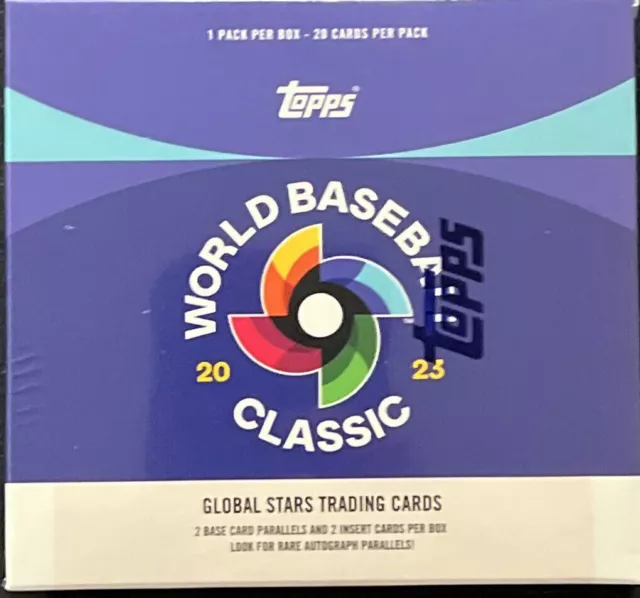 1 PACK PER BOX - 20 CARDS PER PACK
Topps®
WORLD BASEBALL
Topps
20 23
CLASSIC
GLOBAL STARS TRADING CARDS
2 BASE CARD PARALLELS AND 2 INSERT CARDS PER BOX
LOOK FOR RARE AUTOGRAPH PARALLELS!